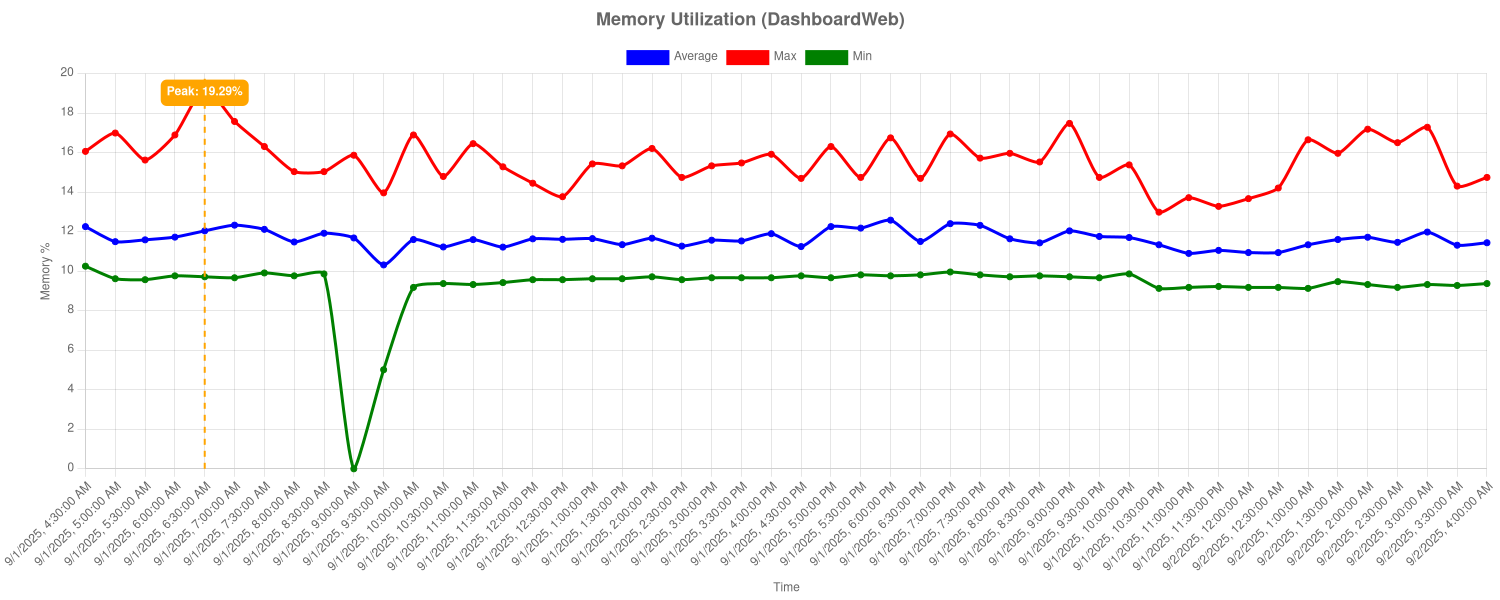 Memory Utilization (DashboardWeb)
Average Max Min
Peak: 19.29%
Memory %
20
18
16
14
12
10
8
6
4
2
0
9/1/2025, 4:30:00 AM
9/1/2025, 5:00:00 AM
9/1/2025, 5:30:00 AM
9/1/2025, 6:00:00 AM
9/1/2025, 6:30:00 AM
9/1/2025, 7:00:00 AM
9/1/2025, 7:30:00 AM
9/1/2025, 8:00:00 AM
9/1/2025, 8:30:00 AM
9/1/2025, 9:00:00 AM
9/1/2025, 9:30:00 AM
9/1/2025, 10:00:00 AM
9/1/2025, 10:30:00 AM
9/1/2025, 11:00:00 AM
9/1/2025, 11:30:00 AM
9/1/2025, 12:00:00 PM
9/1/2025, 12:30:00 PM
9/1/2025, 1:00:00 PM
9/1/2025, 1:30:00 PM
9/1/2025, 2:00:00 PM
9/1/2025, 2:30:00 PM
9/1/2025, 3:00:00 PM
9/1/2025, 3:30:00 PM
9/1/2025, 4:00:00 PM
9/1/2025, 4:30:00 PM
9/1/2025, 5:00:00 PM
9/1/2025, 5:30:00 PM
9/1/2025, 6:00:00 PM
9/1/2025, 6:30:00 PM
9/1/2025, 7:00:00 PM
9/1/2025, 7:30:00 PM
9/1/2025, 8:00:00 PM
9/1/2025, 8:30:00 PM
9/1/2025, 9:00:00 PM
9/1/2025, 9:30:00 PM
9/1/2025, 10:00:00 PM
9/1/2025, 10:30:00 PM
9/1/2025, 11:00:00 PM
9/1/2025, 11:30:00 PM
9/2/2025, 12:00:00 AM
9/2/2025, 12:30:00 AM
9/2/2025, 1:00:00 AM
9/2/2025, 1:30:00 AM
9/2/2025, 2:00:00 AM
9/2/2025, 2:30:00 AM
9/2/2025, 3:00:00 AM
9/2/2025, 3:30:00 AM
9/2/2025, 4:00:00 AM
Time